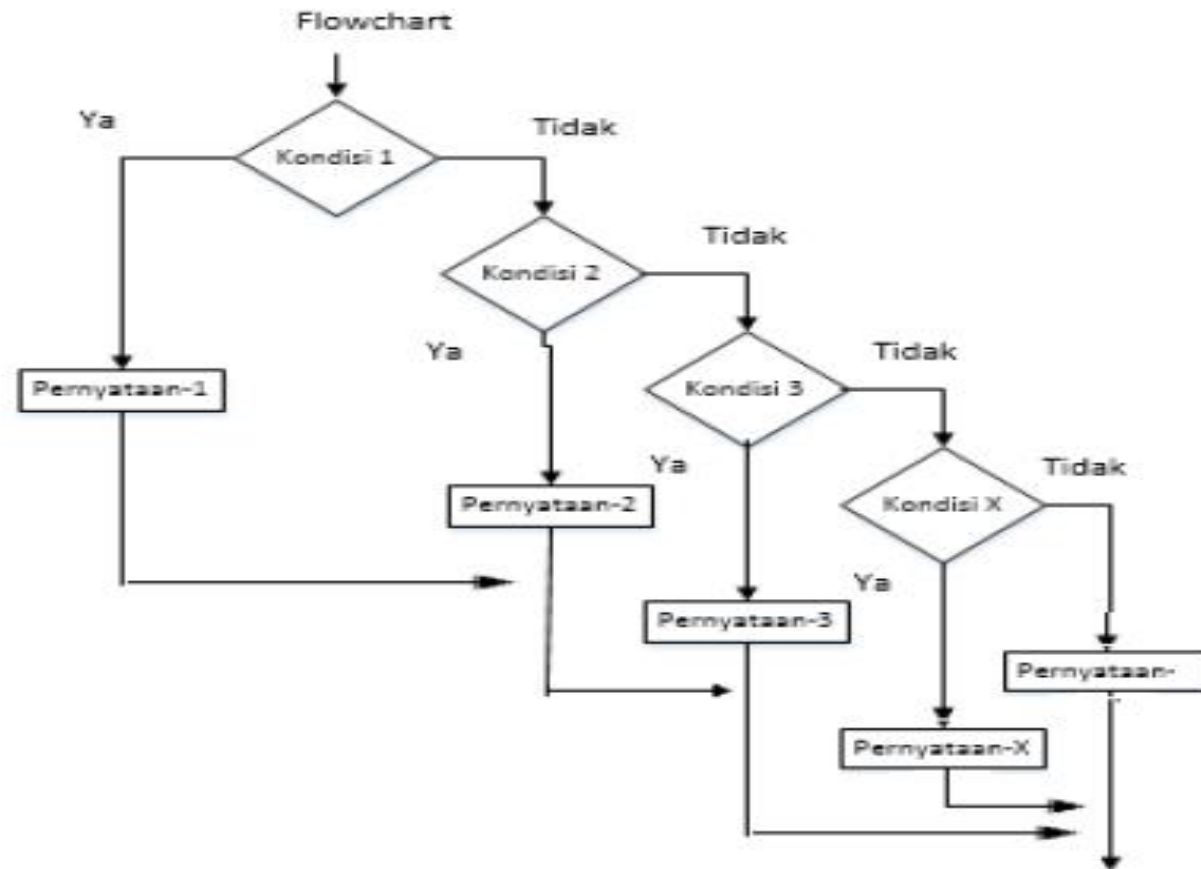 Flowchart
Ya
Tidak
Kondisi 1
Tidak
Kondisi 2
Ya
Tidak
Pernyataan-1
Kondisi 3
Ya
Tidak
Pernyataan-2
Kondisi X
Ya
Pernyataan-3
Pernyataan-
Pernyataan-X